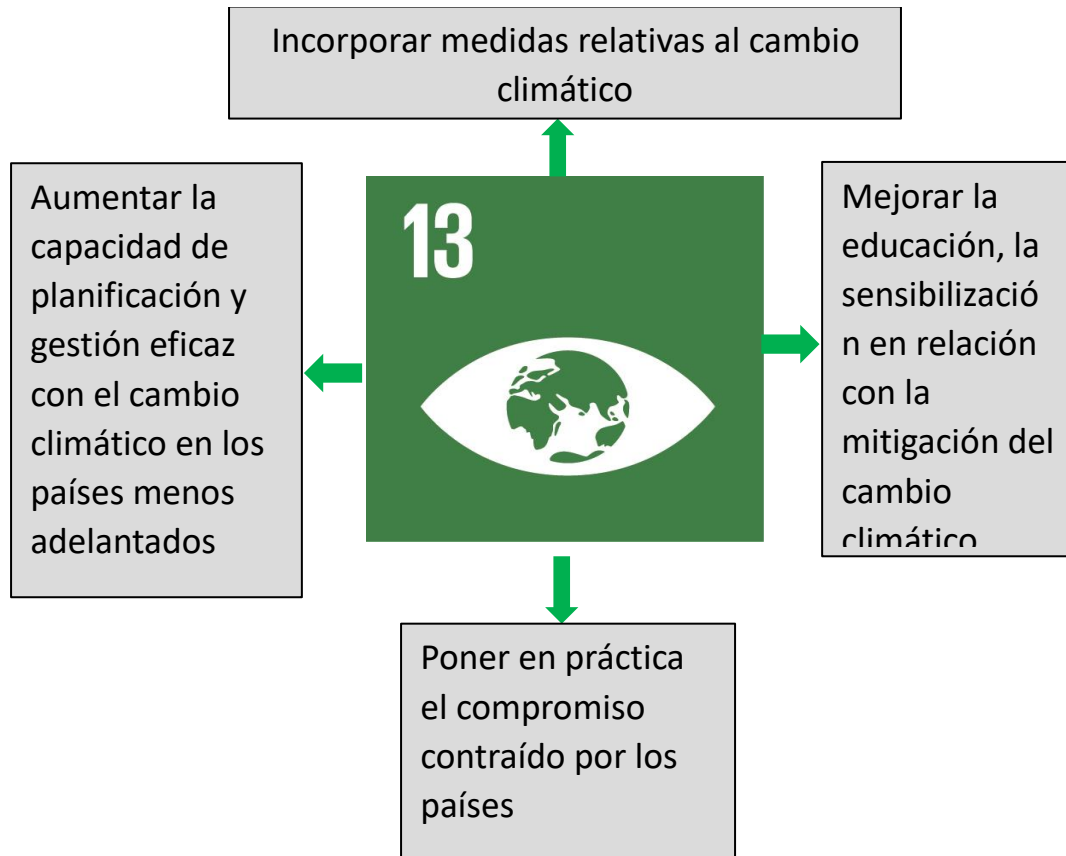 Incorporar medidas relativas al cambio
climático
Aumentar la
capacidad de
planificación y
gestión eficaz
con el cambio
climático en los
países menos
adelantados
13
Mejorar la
educación, la
sensibilizació
n en relación
con la
mitigación del
cambio
climático
Poner en práctica
el compromiso
contraído por los
países